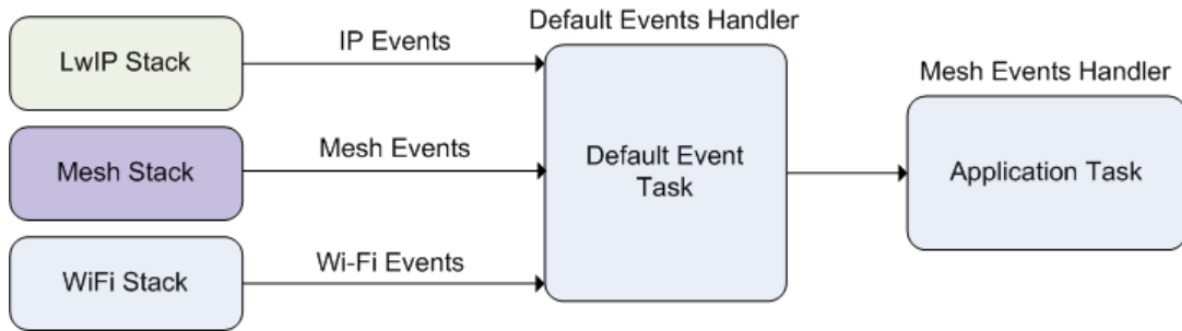 Default Events Handler
LwIP Stack
IP Events
Mesh Events Handler
Mesh Stack
Mesh Events
Default Event
Task
Application Task
WiFi Stack
Wi-Fi Events